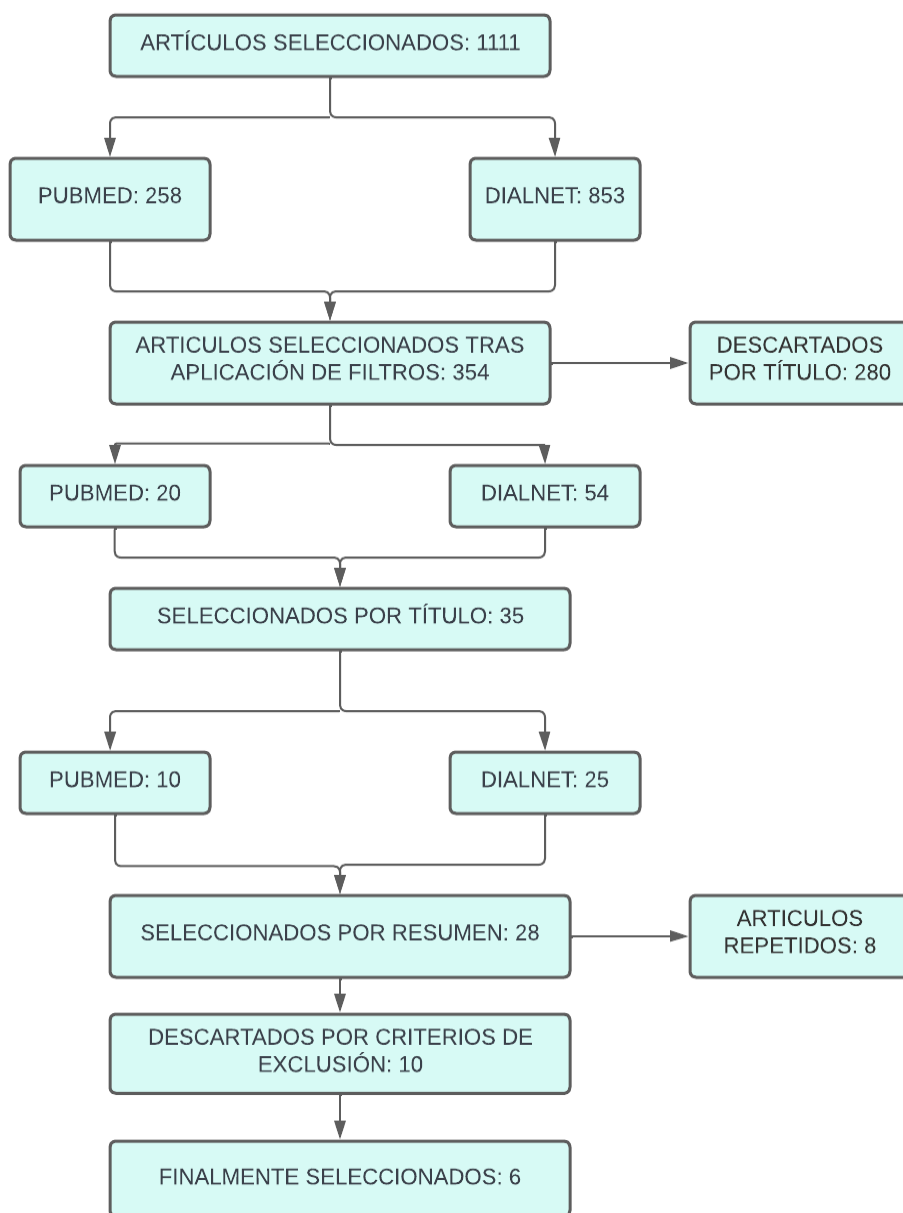 ARTÍCULOS SELECCIONADOS: 1111
PUBMED: 258
DIALNET: 853
ARTICULOS SELECCIONADOS TRAS
APLICACIÓN DE FILTROS: 354
DESCARTADOS
POR TÍTULO: 280
PUBMED: 20
DIALNET: 54
SELECCIONADOS POR TÍTULO: 35
PUBMED: 10
DIALNET: 25
SELECCIONADOS POR RESUMEN: 28
ARTICULOS
REPETIDOS: 8
DESCARTADOS POR CRITERIOS DE
EXCLUSIÓN: 10
FINALMENTE SELECCIONADOS: 6